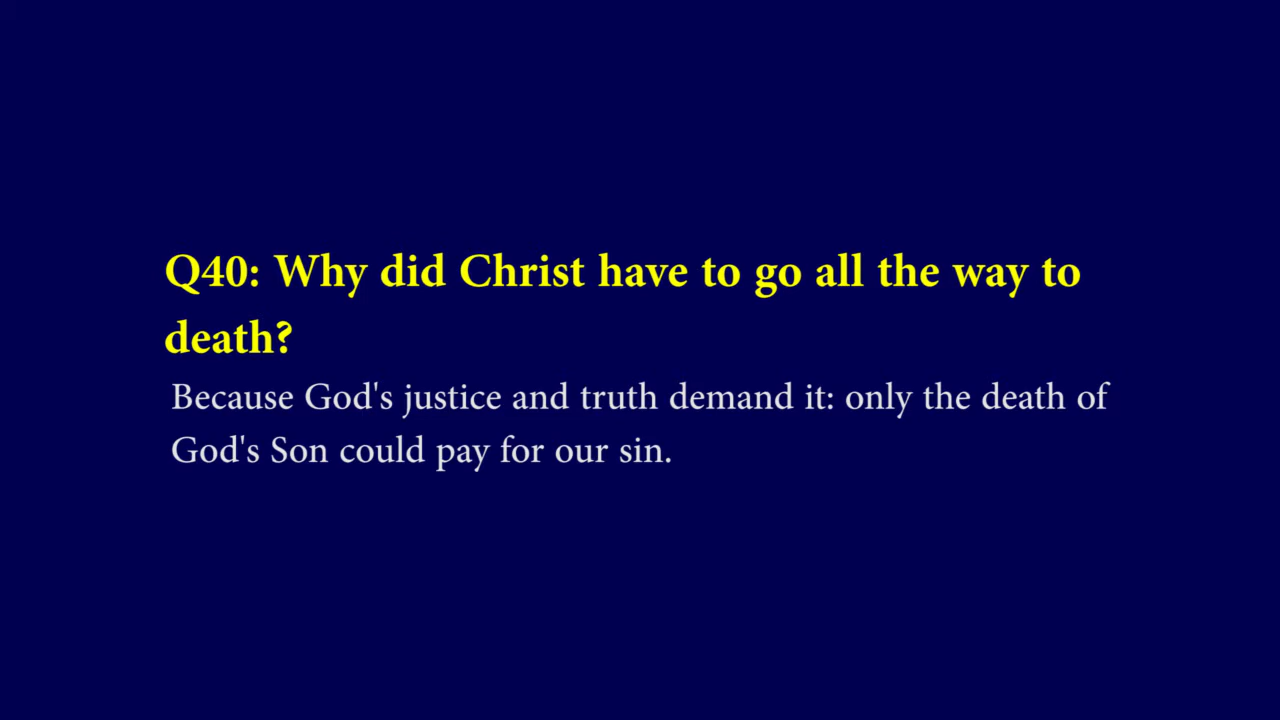 Q40: Why did Christ have to go all the way to
death?
Because God's justice and truth demand it: only the death of
God's Son could pay for our sin.